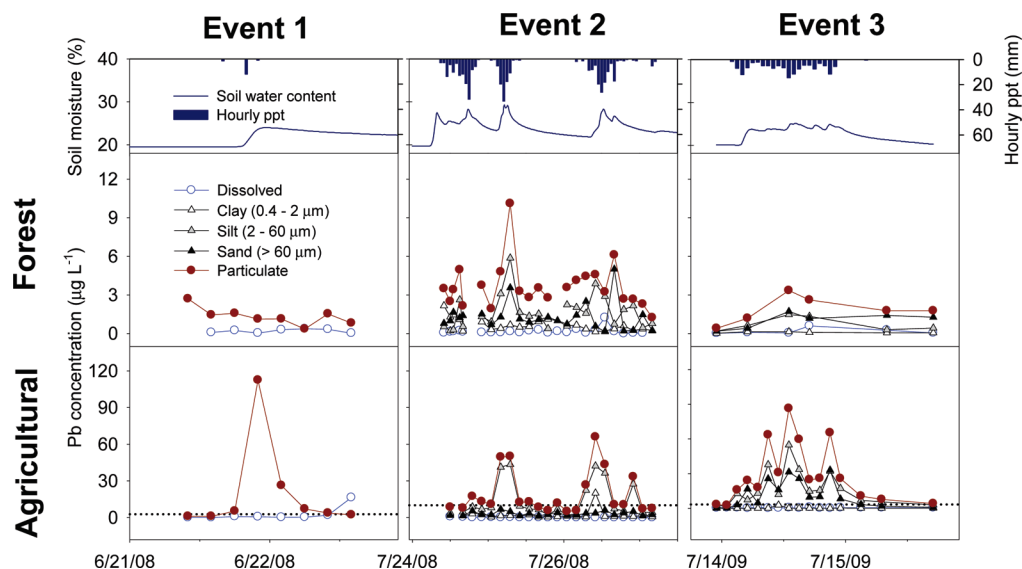 Event 1 Event 2 Event 3
Soil moisture (%)
40
30
20
Soil water content
Hourly ppt
0
20
40
60
Hourly ppt (mm)
Forest
Agricultural
Pb concentration (µg L⁻¹)
12
9
6
3
0
Dissolved
Clay (0.4 - 2 µm)
Silt (2 - 60 µm)
Sand (> 60 µm)
Particulate
120
90
60
30
0
6/21/08 6/22/08 7/24/08 7/26/08 7/14/09 7/15/09